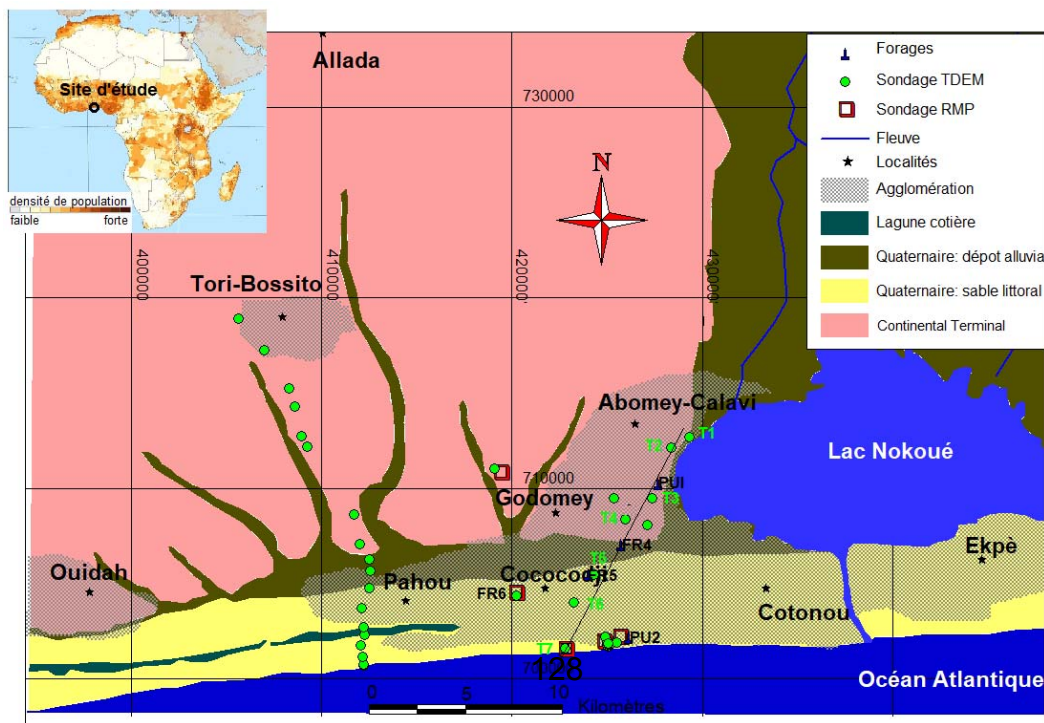 Allada
Site d'étude
densité de population
faible
forte
Forages
Sondage TDEM
Sondage RMP
Fleuve
Localités
Agglomération
Lagune cotière
Quaternaire: dépot alluvia
Quaternaire: sable littoral
Continental Terminal
730000
N
400000
410000
420000
430000
Tori-Bossito
Abomey-Calavi
T1
T2
Lac Nokoué
710000
PUI
Godomey
T3
T4
FR4
Ekpè
T5
Ouidah
Cococodji
FR5
Pahou
FR6
T6
Cotonou
PU2
T7
128
Océan Atlantique
0
5
10
Kilomètres